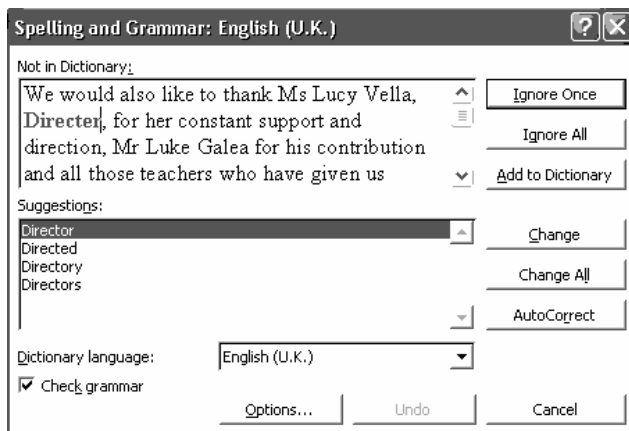 Spelling and Grammar: English (U.K.)
Not in Dictionary:
We would also like to thank Ms Lucy Vella,
Directer, for her constant support and
direction, Mr Luke Galea for his contribution
and all those teachers who have given us
Ignore Once
Ignore All
Add to Dictionary
Suggestions:
Director
Directed
Directory
Directors
Change
Change All
AutoCorrect
Dictionary language:
English (U.K.)
Check grammar
Options...
Undo
Cancel